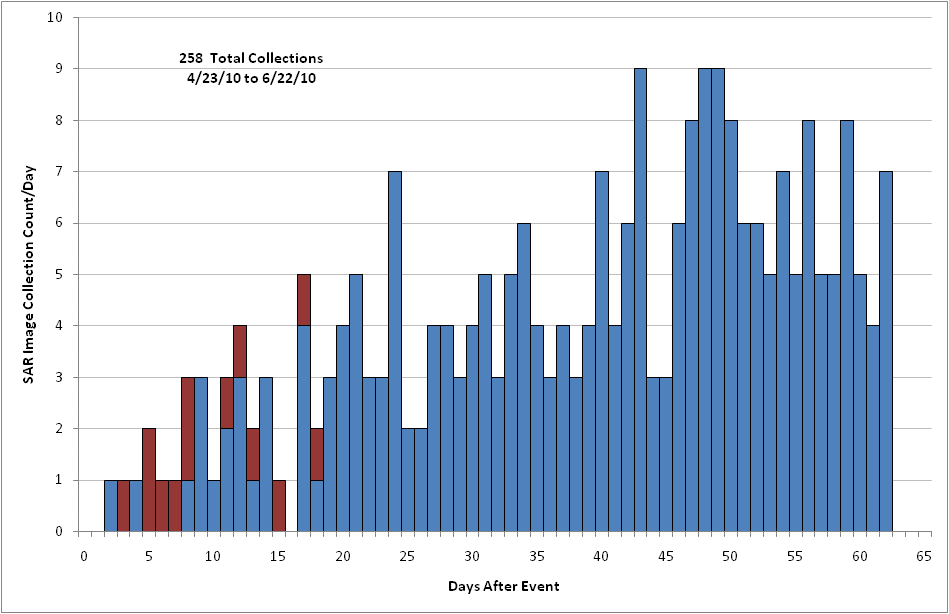 258  Total Collections
4/23/10 to 6/22/10
SAR Image Collection Count/Day
10
9
8
7
6
5
4
3
2
1
0
0 5 10 15 20 25 30 35 40 45 50 55 60 65
Days After Event